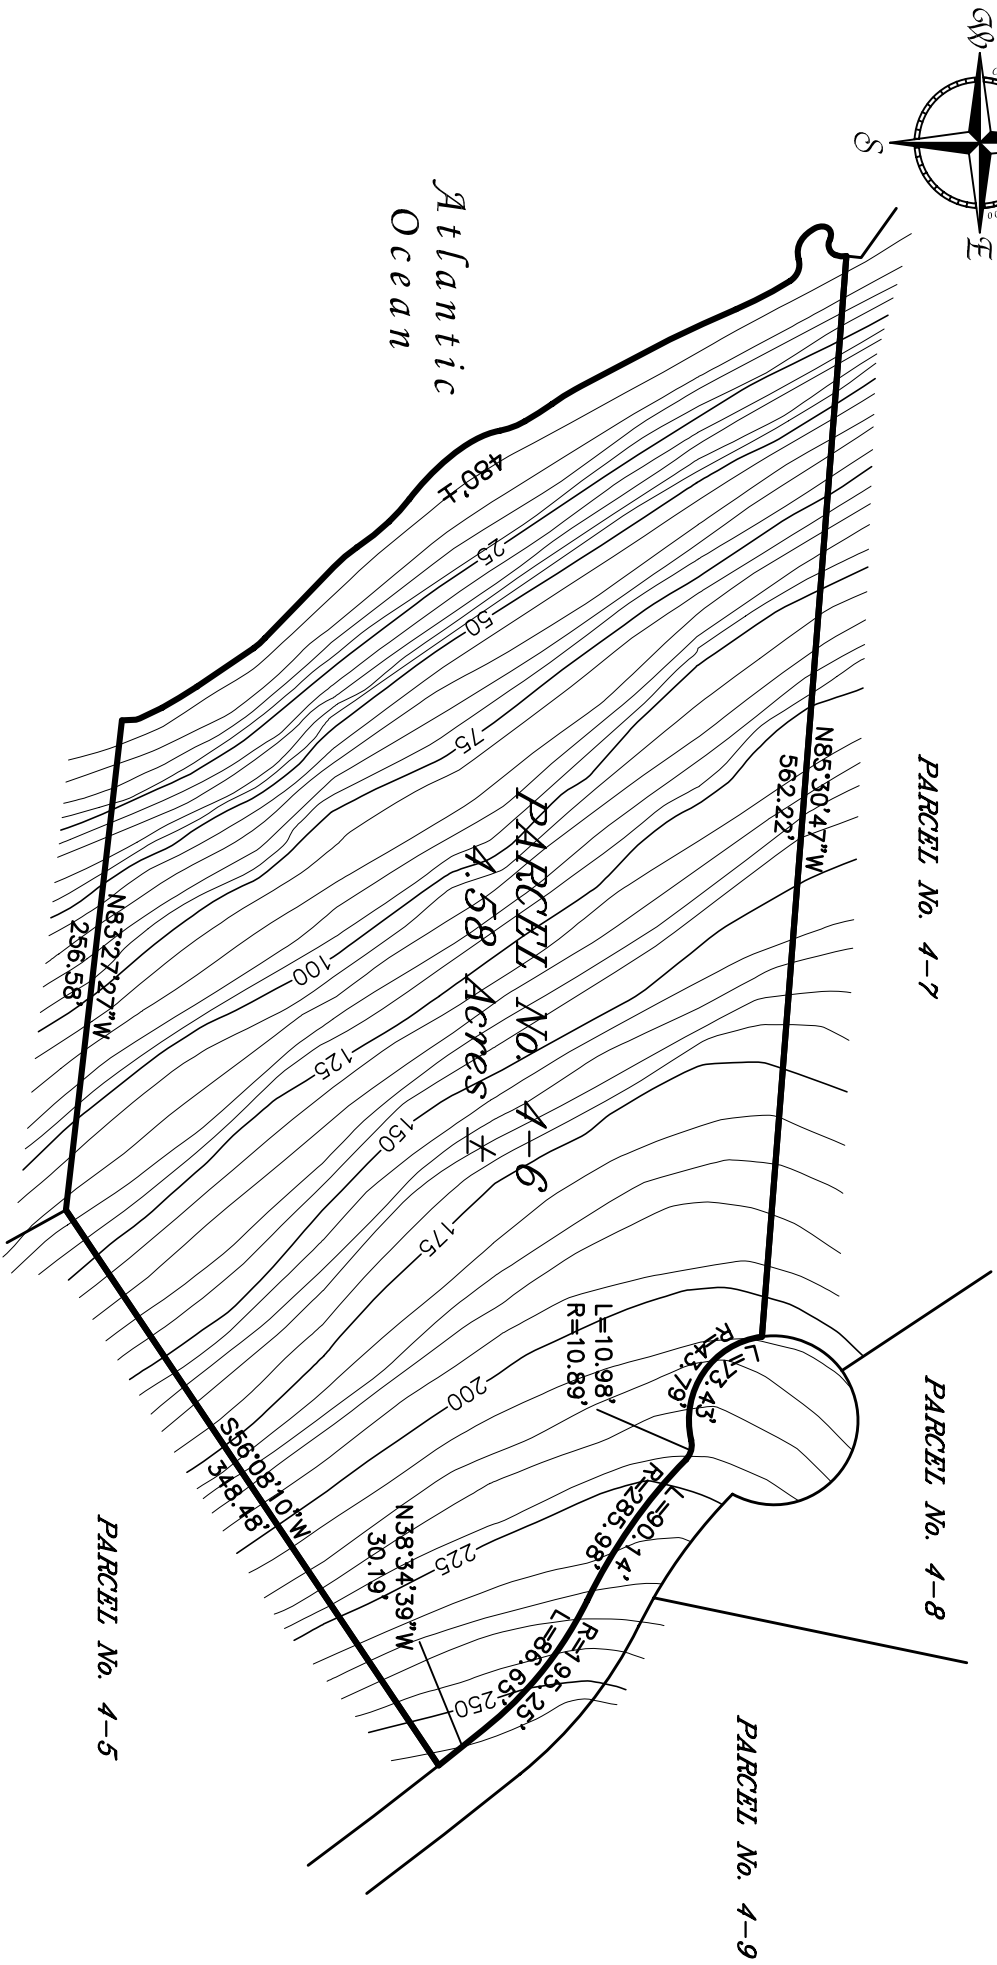 W
S
E
Atlantic
Ocean
PARCEL No. 4-7
N85°30'47"W
562.22'
480'±
25
50
75
100
125
150
175
200
225
250
PARCEL No. 4-6
4.58 Acres ±
N83°27'27"W
256.58'
L=73.43'
R=43.79'
L=10.98'
R=10.89'
L=90.14'
R=285.98'
R=195.25'
L=86.65'
N38°34'39"W
30.19'
S56°08'10"W
348.48'
PARCEL No. 4-8
PARCEL No. 4-5
PARCEL No. 4-9